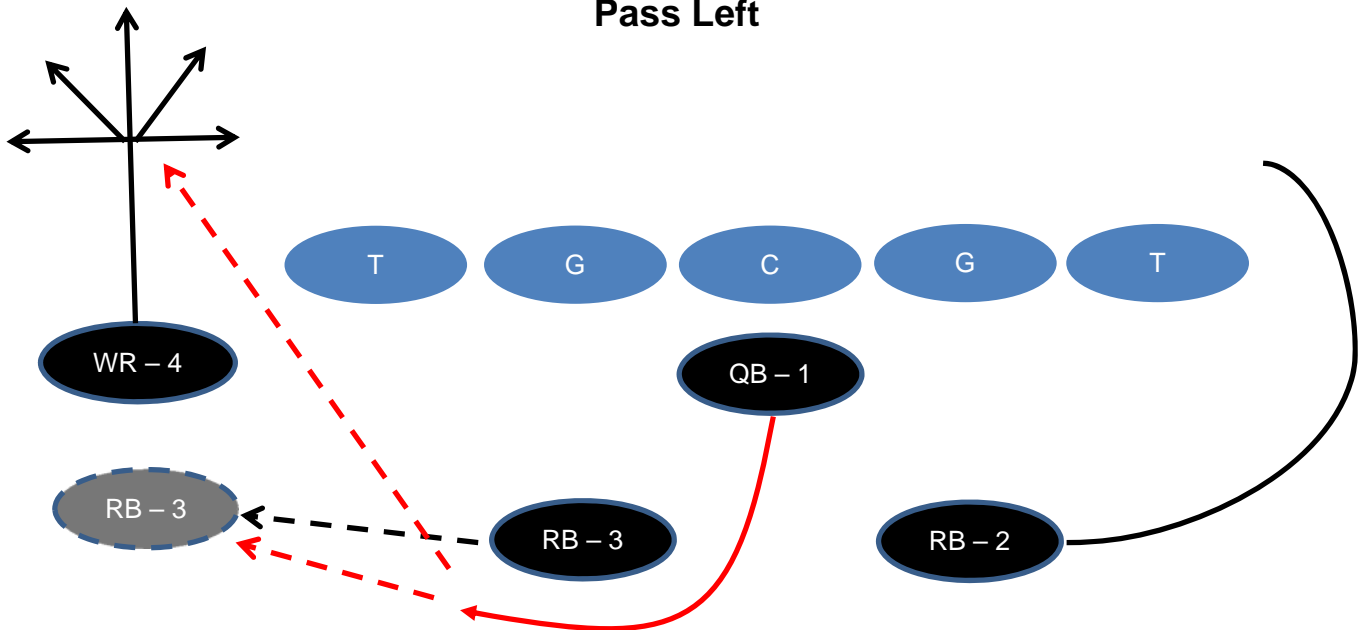 Pass Left
T G C G T
WR – 4
QB – 1
RB – 3
RB – 3
RB – 2